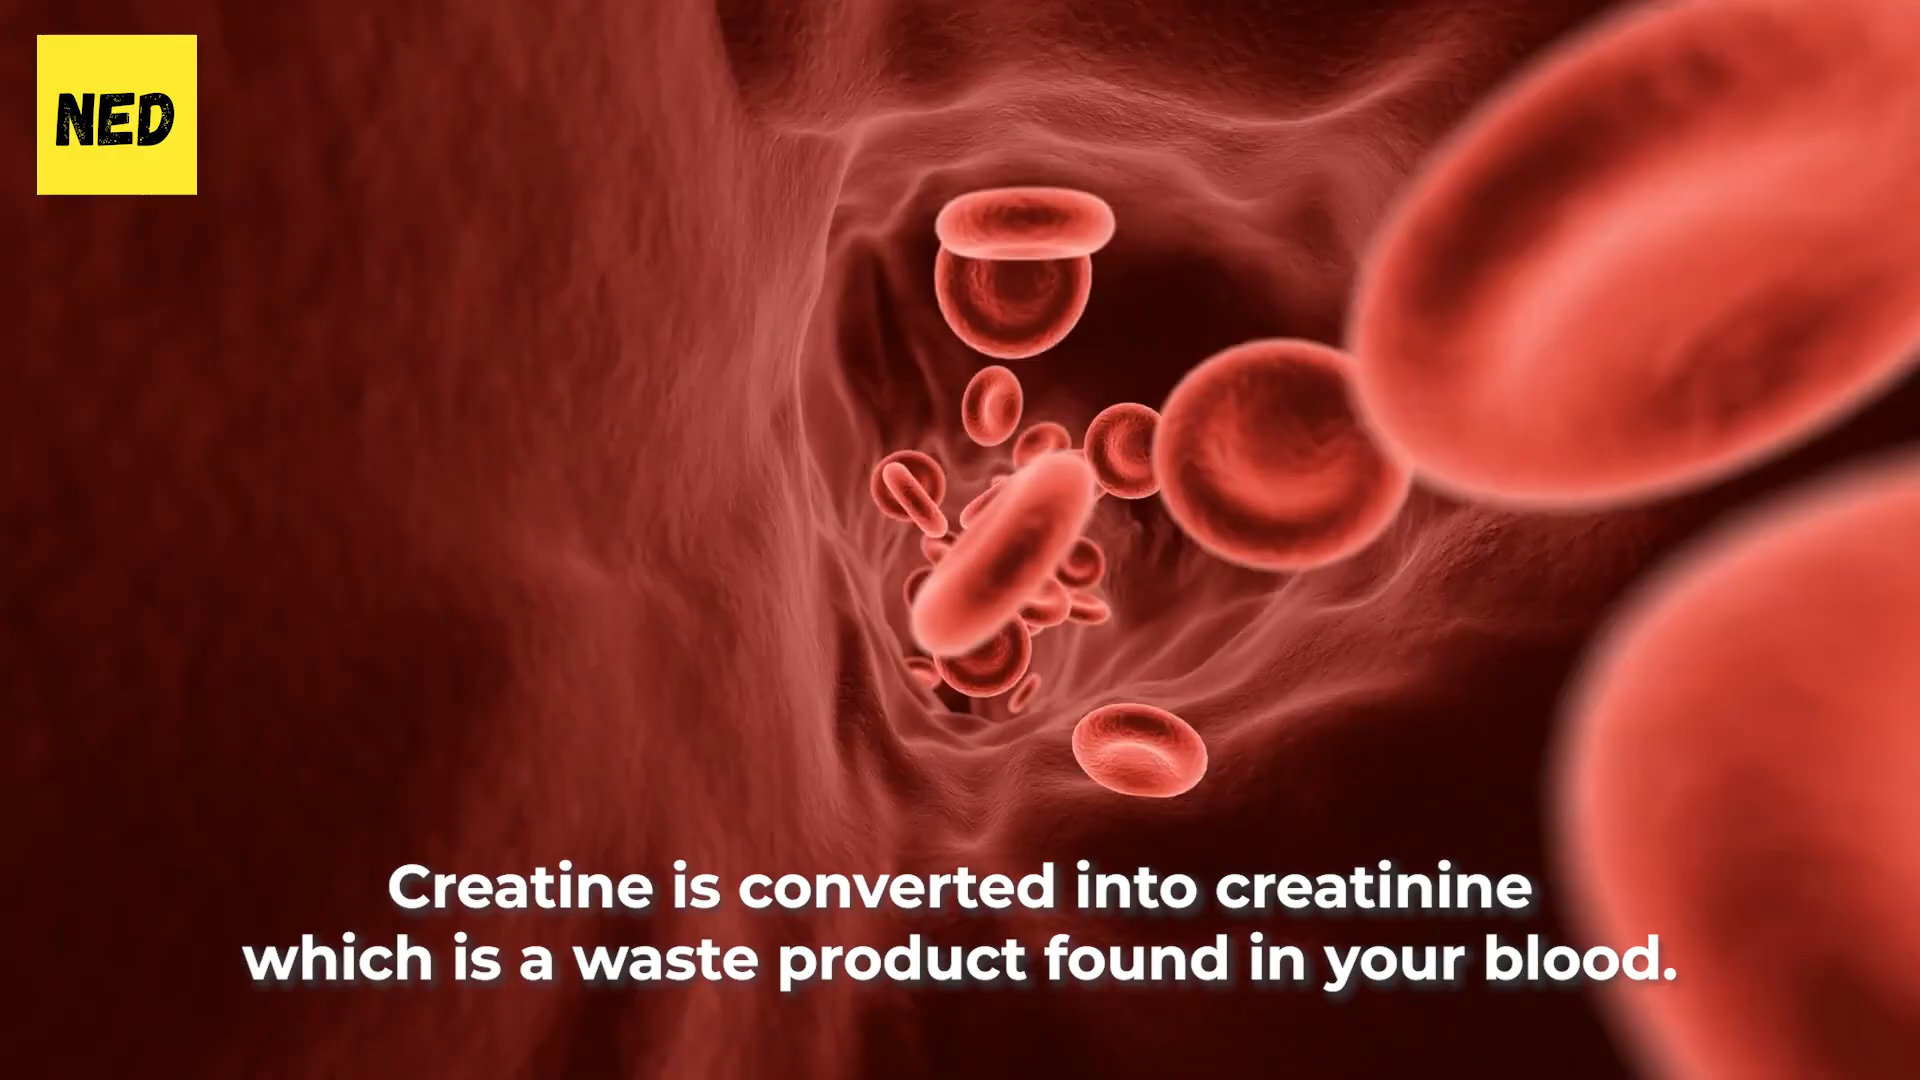 NED
Creatine is converted into creatinine
which is a waste product found in your blood.